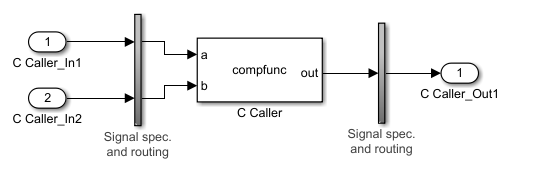 1
C Caller_In1
2
C Caller_In2
Signal spec.
and routing
a
b
compfunc
out
C Caller
Signal spec.
and routing
1
C Caller_Out1